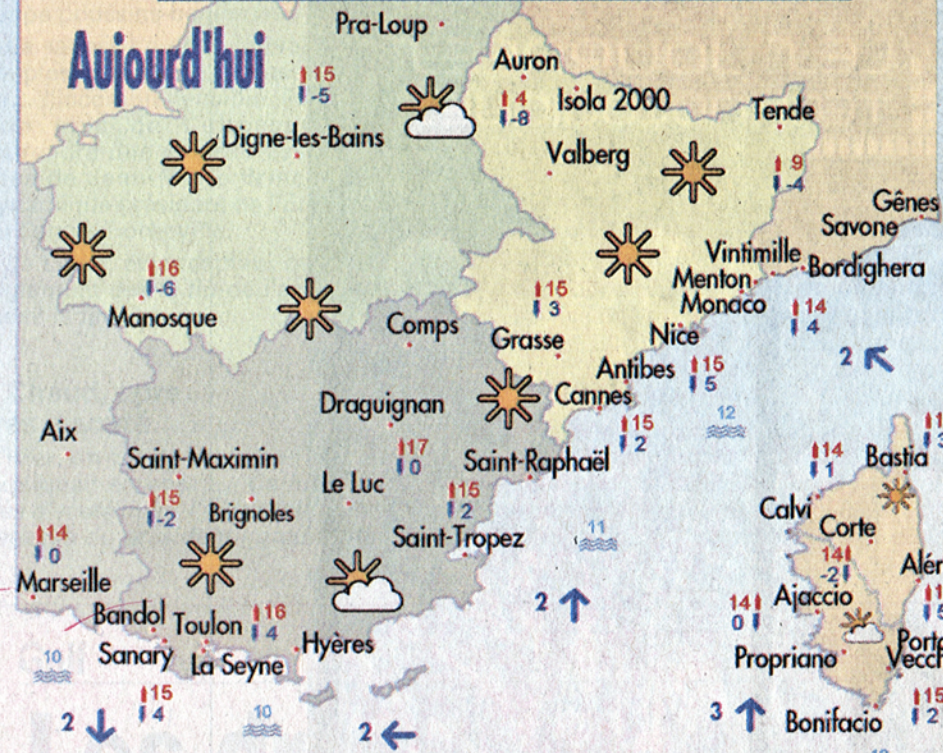 Aujourd'hui
Pra-Loup
15
-5
Auron
4
-8
Isola 2000
Tende
9
-4
Digne-les-Bains
Valberg
Gênes
Savone
Vintimille
Bordighera
Menton
Monaco
14
4
16
-6
Manosque
15
3
Comps
Grasse
Nice
2
Antibes
15
5
Cannes
12
15
2
Draguignan
17
0
Aix
Saint-Maximin
15
-2
Saint-Raphaël
Le Luc
15
2
Brignoles
Saint-Tropez
11
14
1
Bastia
Calvi
Corte
14
-2
14
0
Marseille
Bandol
Toulon
16
4
Hyères
2
Sanary
La Seyne
10
15
4
10
2
2
14
0
Ajaccio
Propriano
3
Bonifacio
15
2